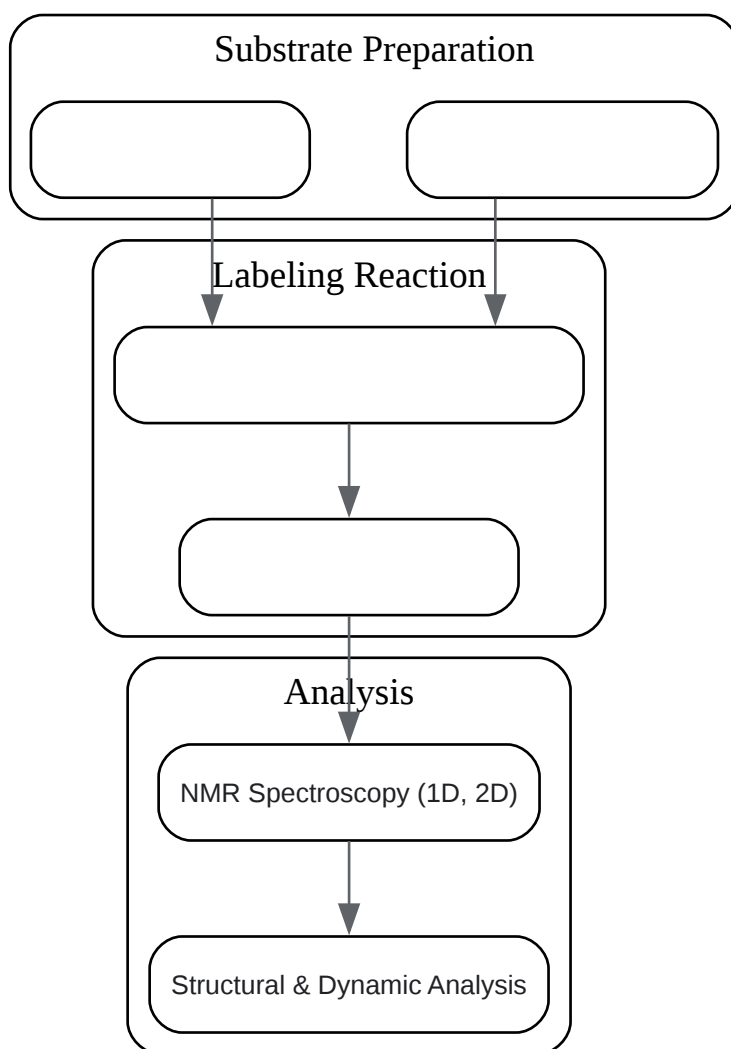 Substrate Preparation
Labeling Reaction
Analysis
NMR Spectroscopy (1D, 2D)
Structural & Dynamic Analysis